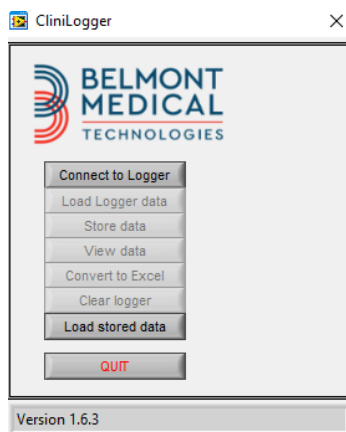 CliniLogger
BELMONT
MEDICAL
TECHNOLOGIES
Connect to Logger
Load Logger data
Store data
View data
Convert to Excel
Clear logger
Load stored data
QUIT
Version 1.6.3